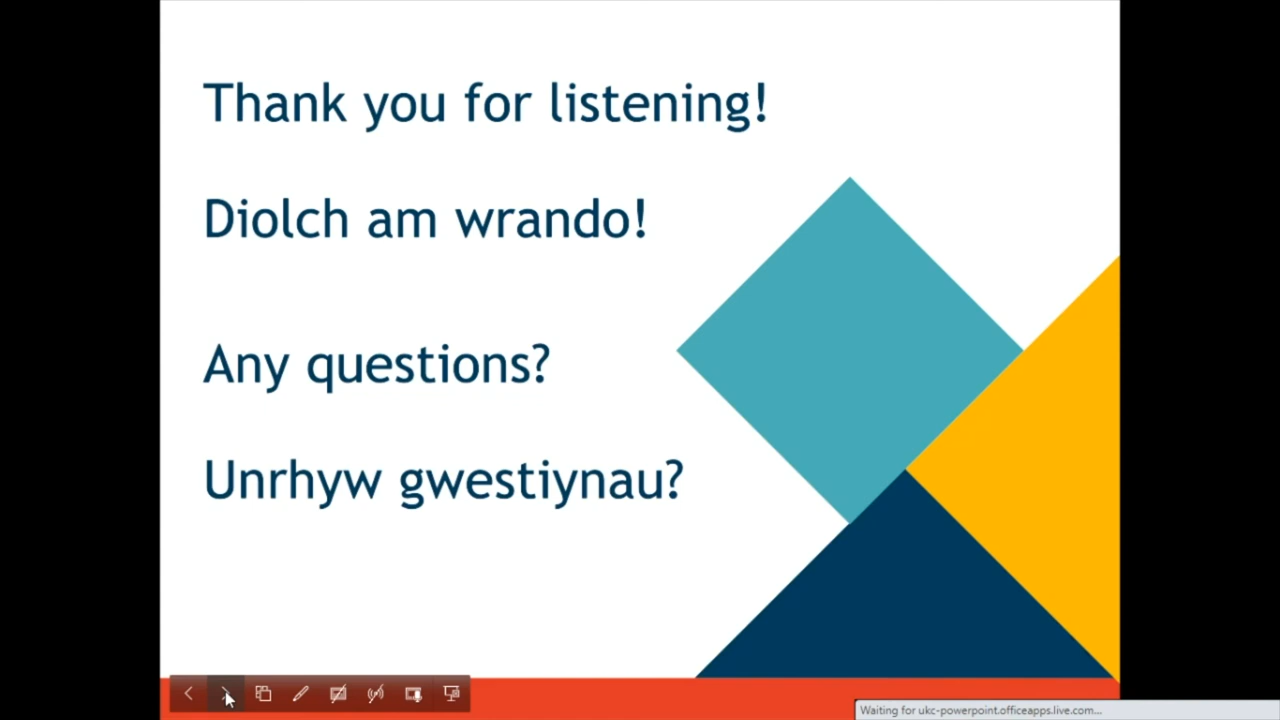 Thank you for listening!
Diolch am wrando!
Any questions?
Unrhyw gwestiynau?
Waiting for ukc-powerpoint.officeapps.live.com...